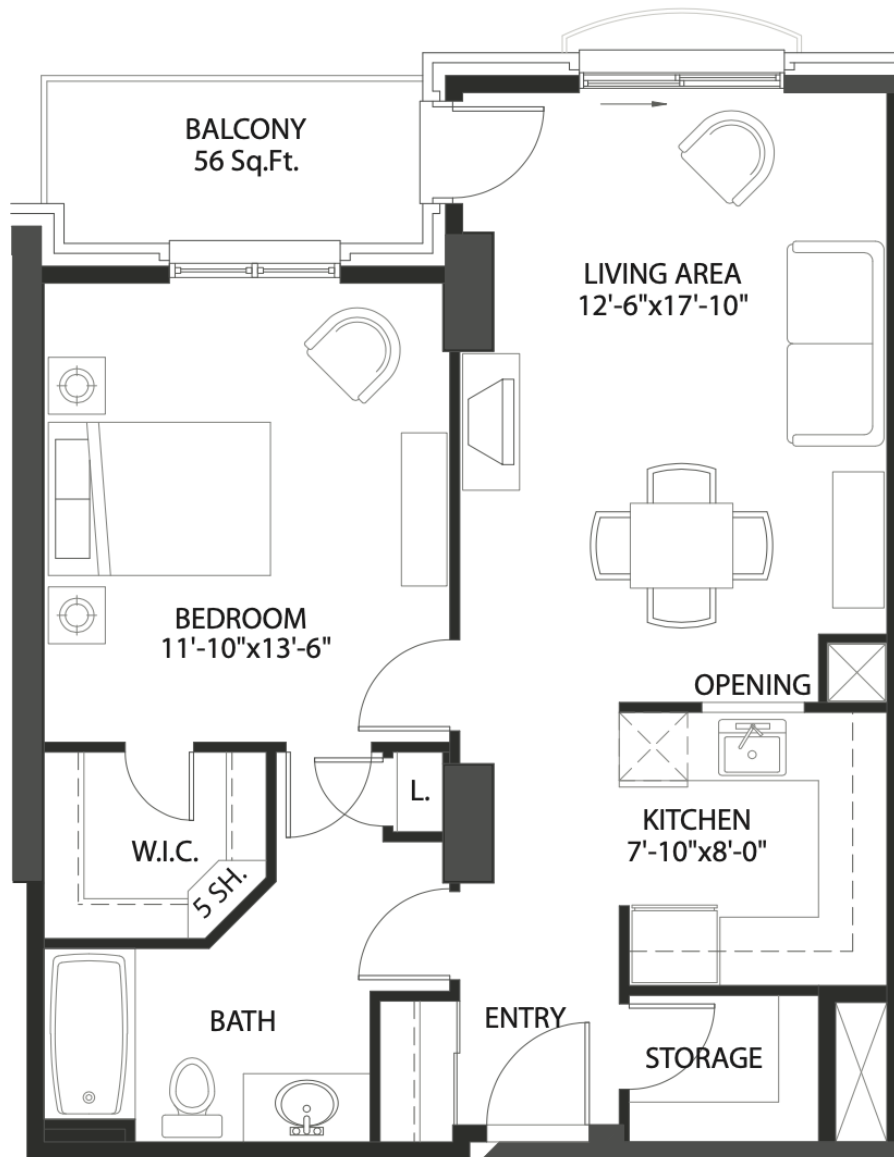 BALCONY
56 Sq.Ft.
LIVING AREA
12'-6"x17'-10"
BEDROOM
11'-10"x13'-6"
OPENING
L.
KITCHEN
7'-10"x8'-0"
W.I.C.
5 SH.
BATH
ENTRY
STORAGE